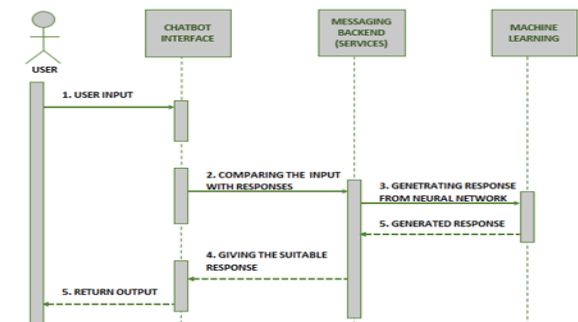 CHATBOT
INTERFACE
MESSAGING
BACKEND
(SERVICES)
MACHINE
LEARNING
USER
1. USER INPUT
2. COMPARING THE INPUT
WITH RESPONSES
3. GENETRATING RESPONSE
FROM NEURAL NETWORK
5. GENERATED RESPONSE
4. GIVING THE SUITABLE
RESPONSE
5. RETURN OUTPUT